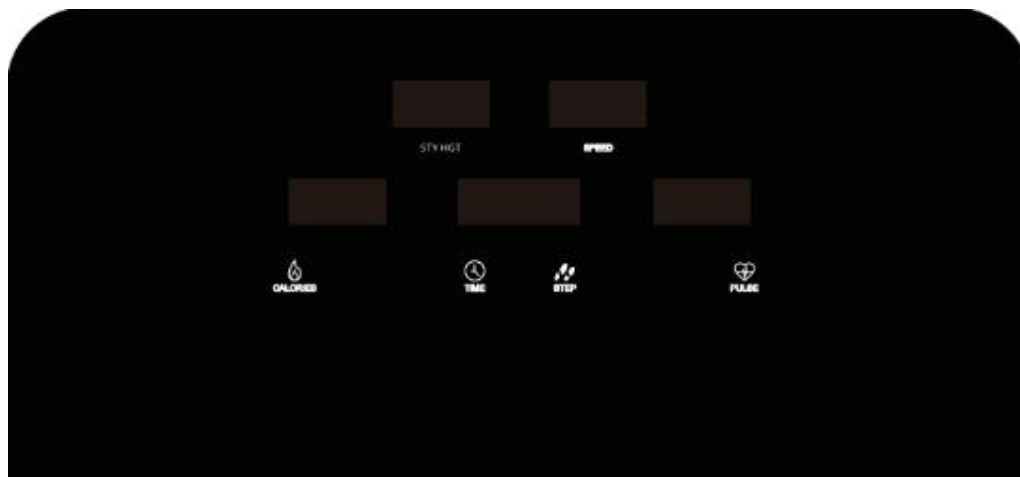 STY HGT
SPEED
CALORIES
TIME
STEP
PULSE